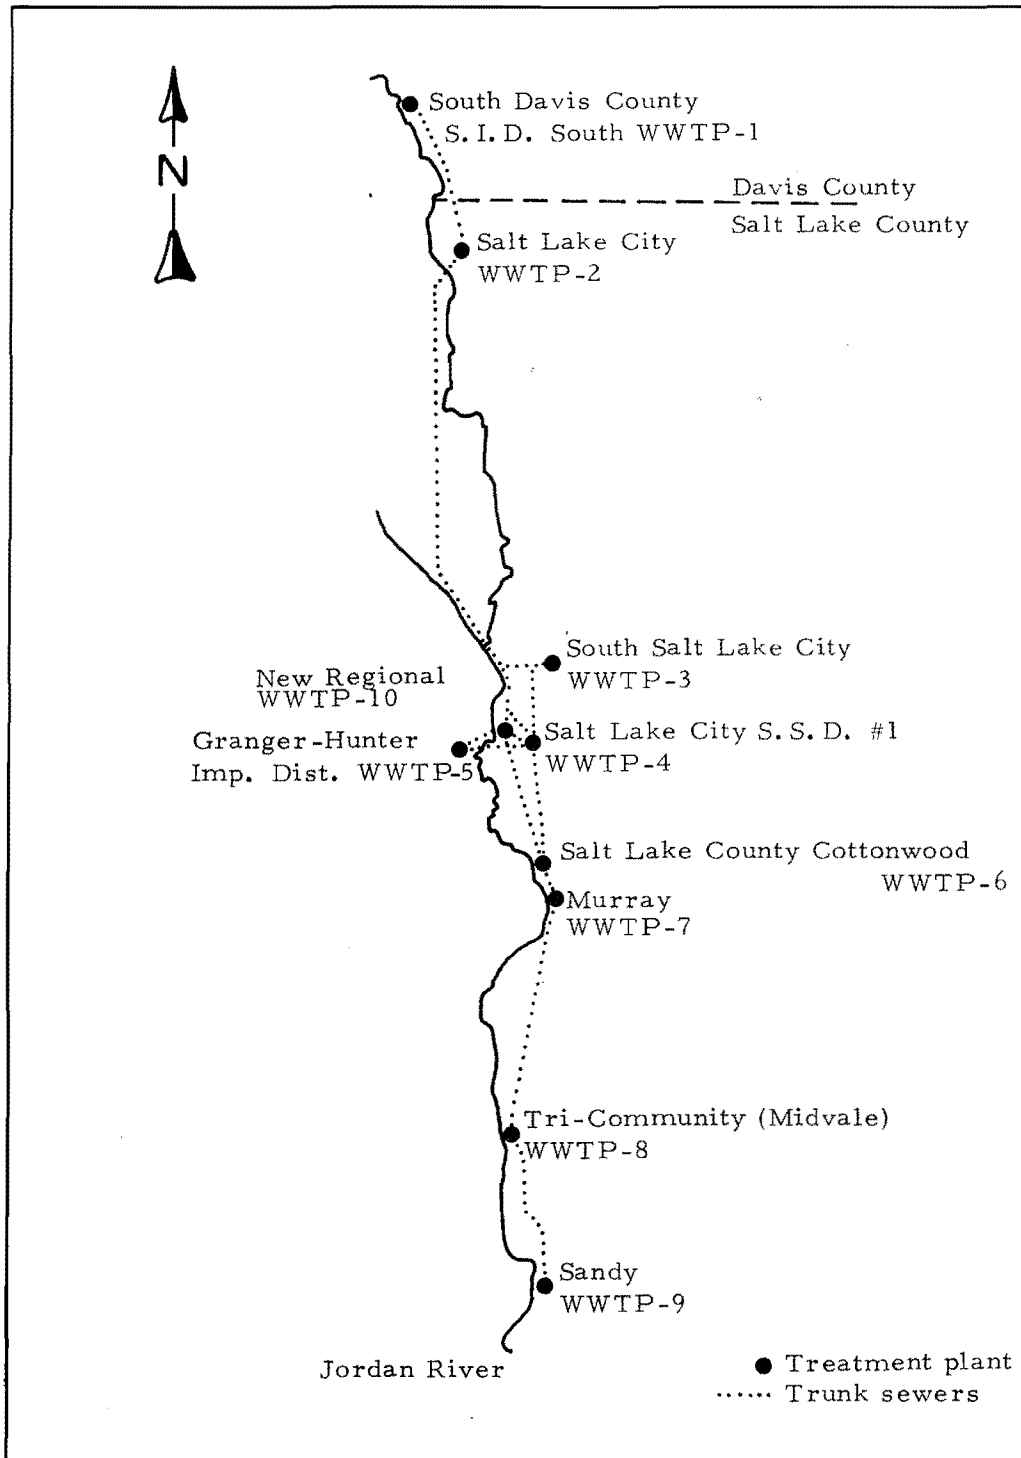 N
South Davis County
S.I.D. South WWTP-1
Davis County
Salt Lake County
Salt Lake City
WWTP-2
South Salt Lake City
WWTP-3
New Regional
WWTP-10
Salt Lake City S.S.D. #1
WWTP-4
Granger-Hunter
Imp. Dist. WWTP-5
Salt Lake County Cottonwood
WWTP-6
Murray
WWTP-7
Tri-Community (Midvale)
WWTP-8
Sandy
WWTP-9
Jordan River
Treatment plant
Trunk sewers